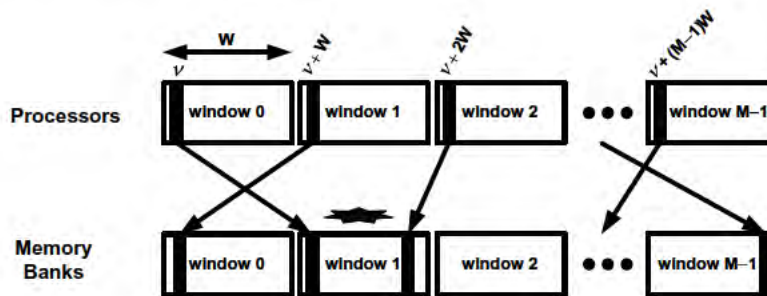 W
ν
ν + W
ν + 2W
ν + (M−1)W
Processors
window 0
window 1
window 2
window M−1
Memory
Banks
window 0
window 1
window 2
window M−1